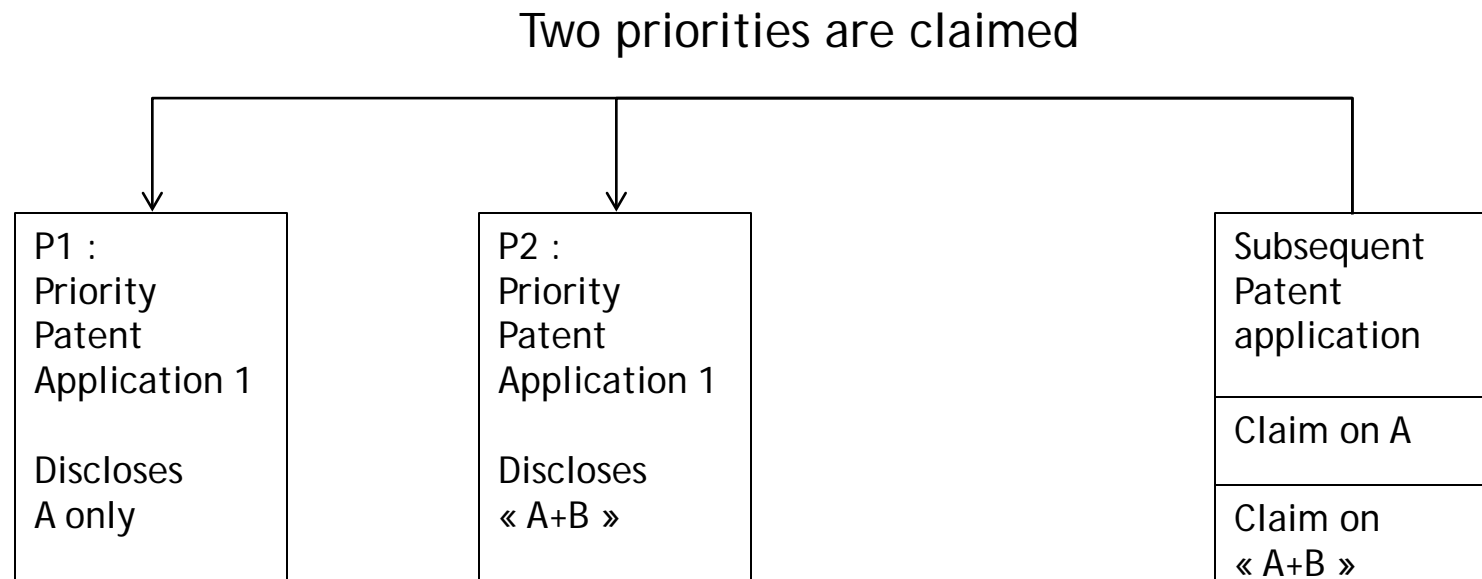 Two priorities are claimed
P1 :
Priority
Patent
Application 1
Discloses
A only
P2 :
Priority
Patent
Application 1
Discloses
« A+B »
Subsequent
Patent
application
Claim on A
Claim on
« A+B »